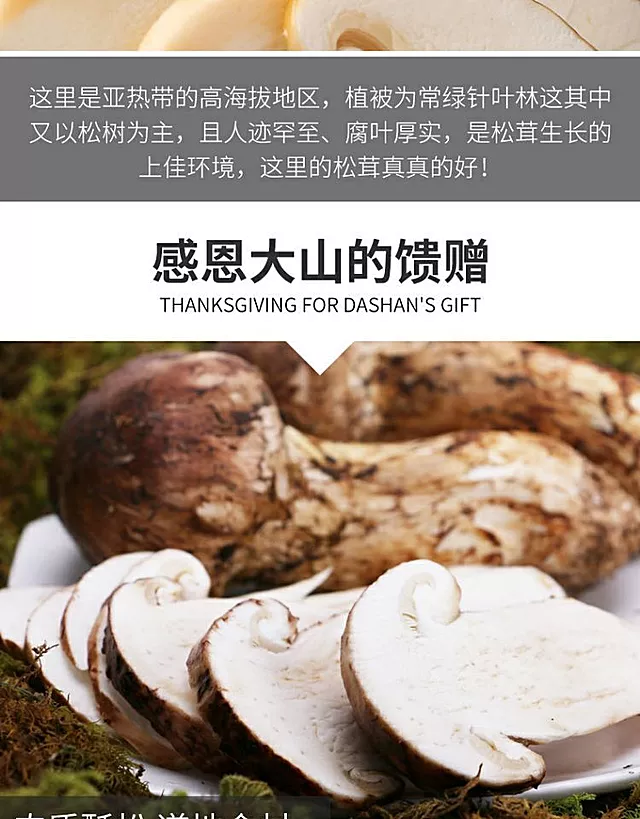 这里是亚热带的高海拔地区，植被为常绿针叶林这其中
又以松树为主，且人迹罕至、腐叶厚实，是松茸生长的
上佳环境，这里的松茸真真的好！
感恩大山的馈赠
THANKSGIVING FOR DASHAN'S GIFT